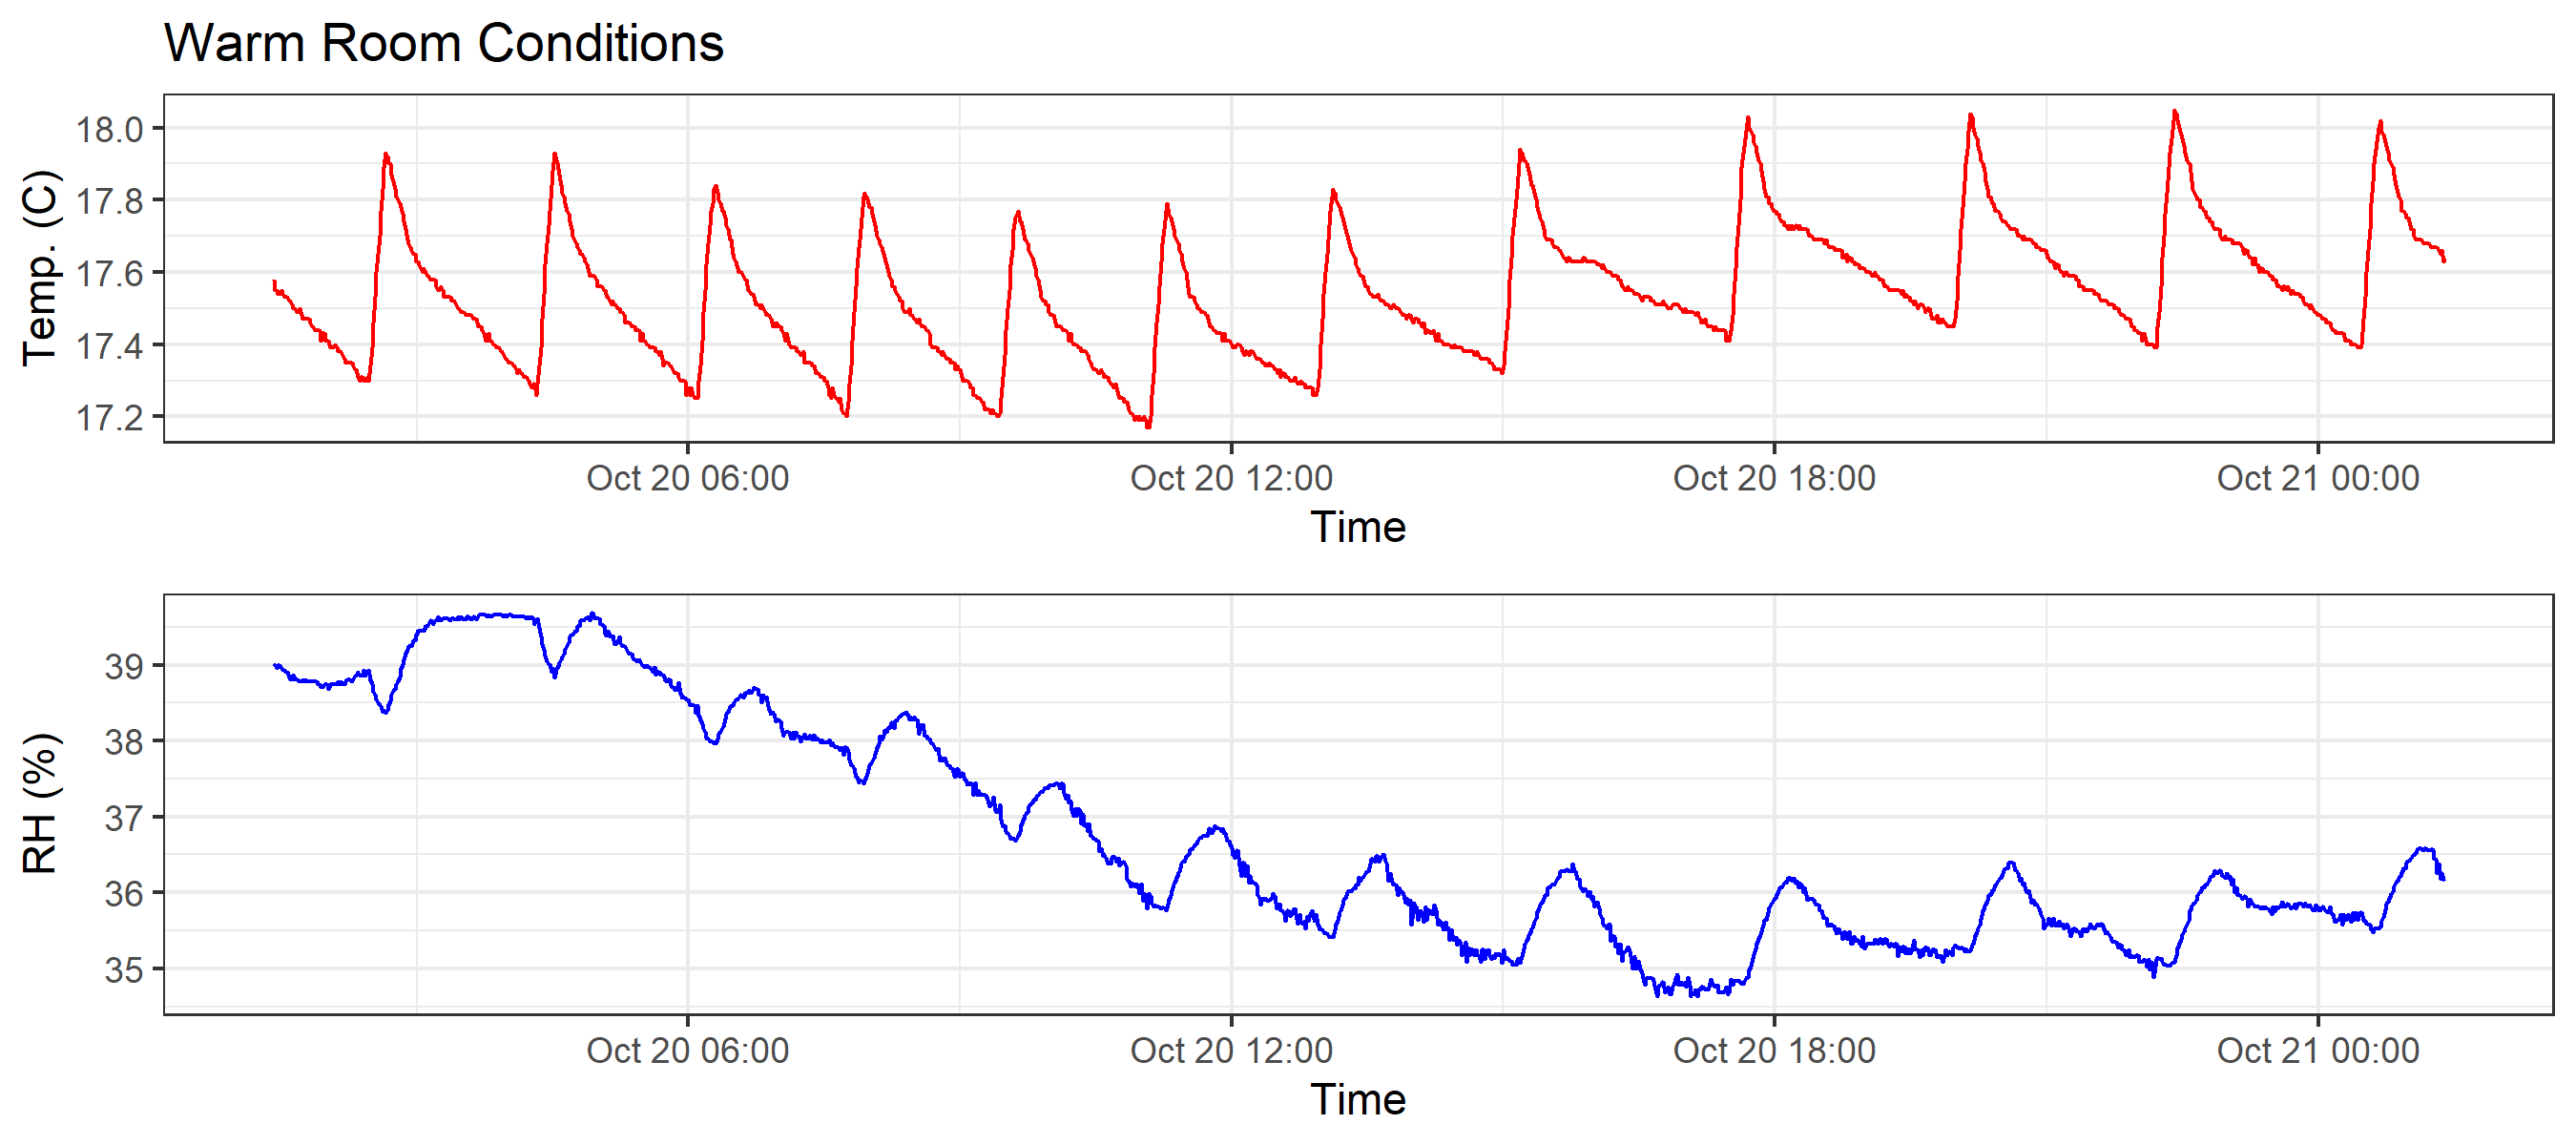 Warm Room Conditions
Temp. (C)
18.0
17.8
17.6
17.4
17.2
Oct 20 06:00 Oct 20 12:00 Oct 20 18:00 Oct 21 00:00
Time
RH (%)
39
38
37
36
35
Oct 20 06:00 Oct 20 12:00 Oct 20 18:00 Oct 21 00:00
Time